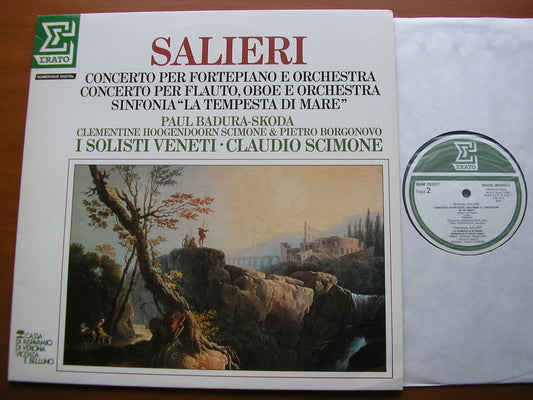 ERATO
NUMERIQUE DIGITAL
SALIERI
CONCERTO PER FORTEPIANO E ORCHESTRA
CONCERTO PER FLAUTO, OBOE E ORCHESTRA
SINFONIA "LA TEMPESTA DI MARE"
PAUL BADURA-SKODA
CLEMENTINE HOOGENDOORN SCIMONE & PIETRO BORGONOVO
I SOLISTI VENETI · CLAUDIO SCIMONE
CASSA
DI RISPARMIO
DI VERONA
VICENZA
E BELLUNO
ERATO
NUM 75257
Face 2